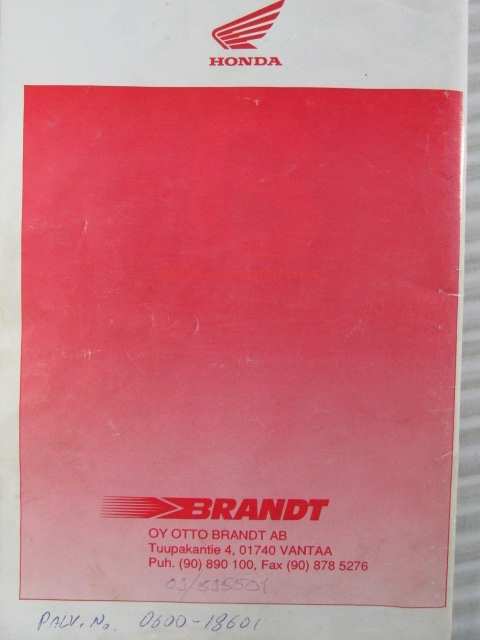 HONDA
BRANDT
OY OTTO BRANDT AB
Tuupakantie 4, 01740 VANTAA
Puh. (90) 890 100, Fax (90) 878 5276
PALV. No. 0600-18601